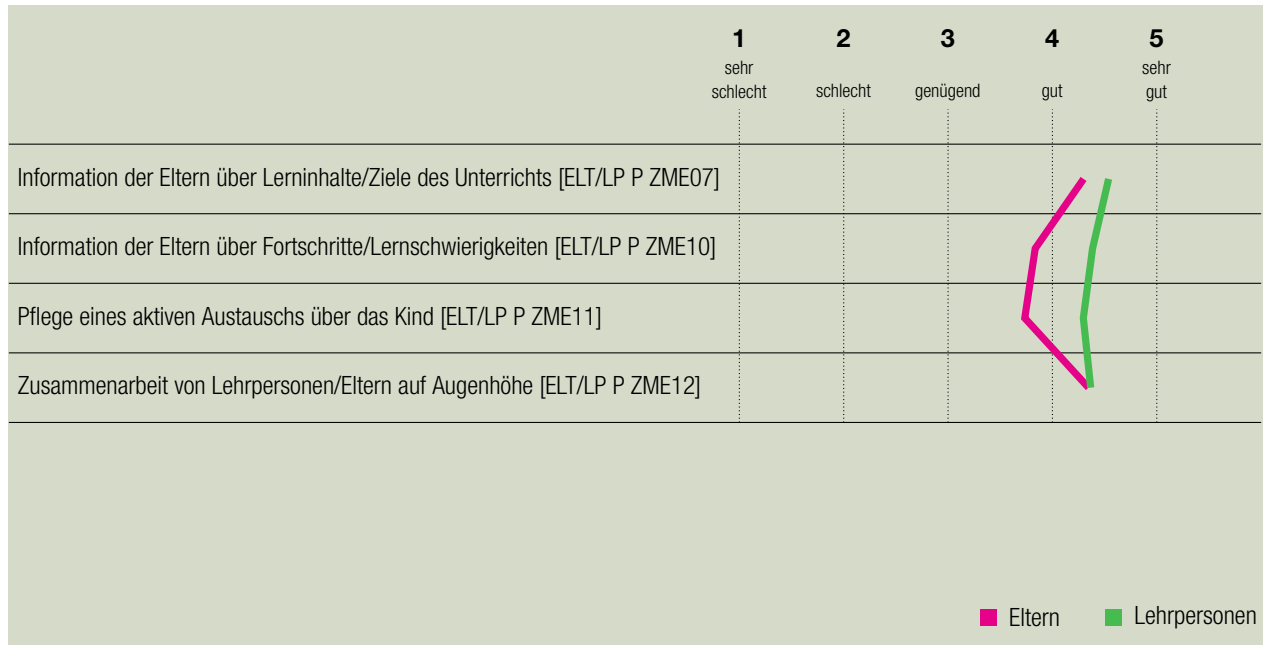 1 2 3 4 5
sehr sehr
schlecht schlecht genügend gut gut
Information der Eltern über Lerninhalte/Ziele des Unterrichts [ELT/LP P ZME07]
Information der Eltern über Fortschritte/Lernschwierigkeiten [ELT/LP P ZME10]
Pflege eines aktiven Austauschs über das Kind [ELT/LP P ZME11]
Zusammenarbeit von Lehrpersonen/Eltern auf Augenhöhe [ELT/LP P ZME12]
Eltern Lehrpersonen